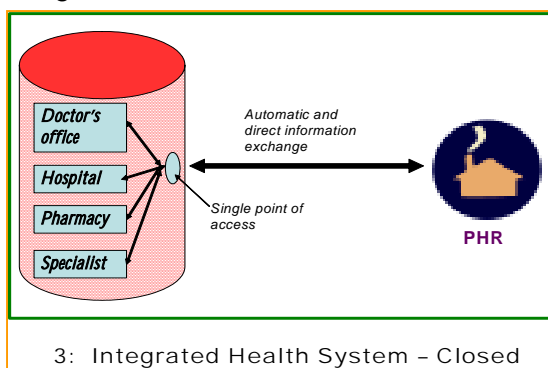 Doctor's
office
Hospital
Pharmacy
Specialist
Automatic and
direct information
exchange
Single point of
access
PHR
3: Integrated Health System – Closed